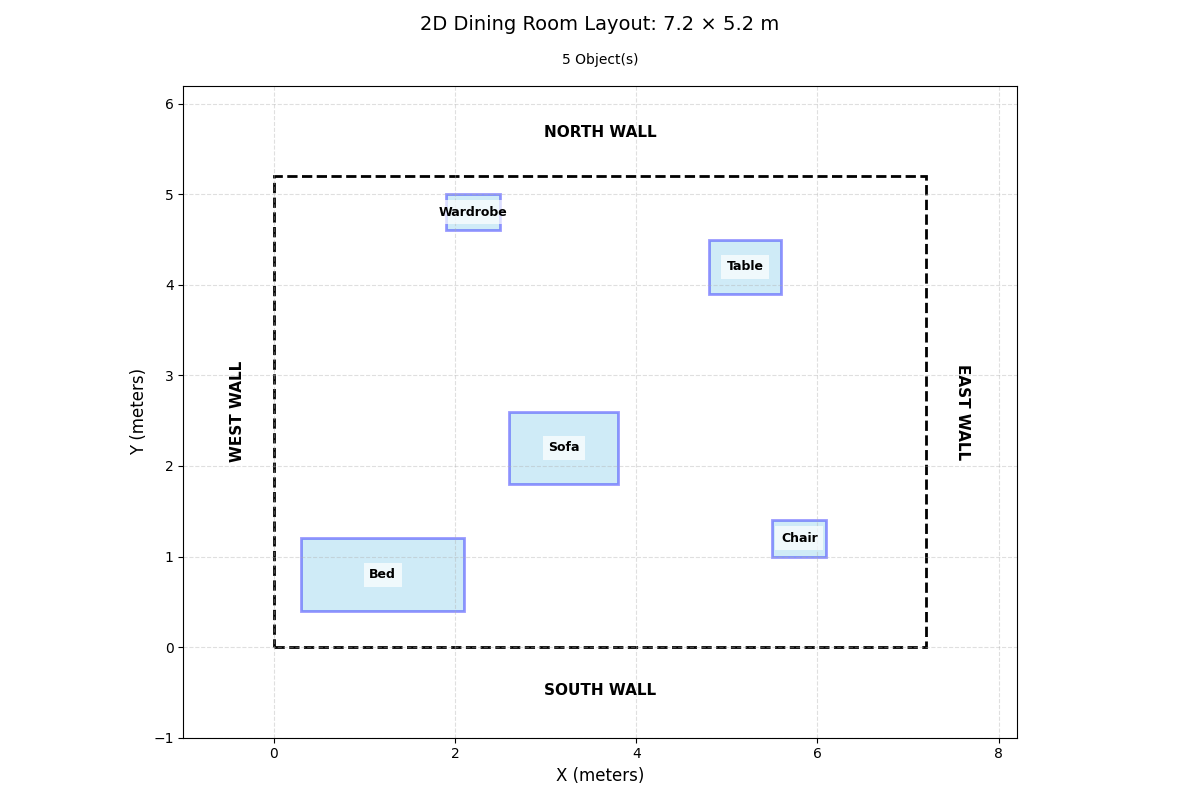 2D Dining Room Layout: 7.2 × 5.2 m
5 Object(s)
6
NORTH WALL
5
Wardrobe
Table
4
3
WEST WALL
EAST WALL
Y (meters)
Sofa
2
Chair
1
Bed
0
SOUTH WALL
−1
0 2 4 6 8
X (meters)